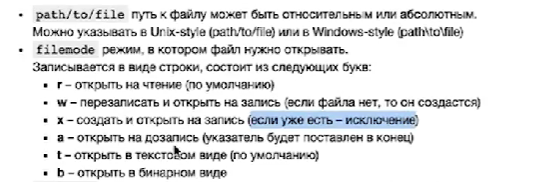 path/to/file путь к файлу может быть относительным или абсолютным.
Можно указывать в Unix-style (path/to/file) или в Windows-style (path\to\file)
filemode режим, в котором файл нужно открывать.
Записывается в виде строки, состоит из следующих букв:
r – открыть на чтение (по умолчанию)
w – перезаписать и открыть на запись (если файла нет, то он создастся)
x – создать и открыть на запись (если уже есть – исключение)
a – открыть на дозапись (указатель будет поставлен в конец)
t – открыть в текстовом виде (по умолчанию)
b – открыть в бинарном виде